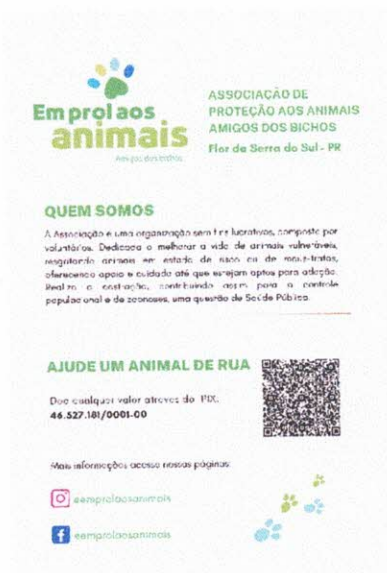 Em prol aos
animais
Amigos dos bichos
ASSOCIAÇÃO DE
PROTEÇÃO AOS ANIMAIS
AMIGOS DOS BICHOS
Flor da Serra do Sul - PR
QUEM SOMOS
A Associação é uma organização sem fins lucrativos, composta por
voluntários. Dedicada a melhorar a vida de animais vulneráveis,
resgatando animais em estado de risco ou de maus-tratos,
oferecendo apoio e cuidado até que estejam aptos para adoção.
Realiza a castração, contribuindo assim para o controle
populacional e de zoonoses, uma questão de Saúde Pública.
AJUDE UM ANIMAL DE RUA
Doe qualquer valor através do PIX.
46.527.181/0001-00
Mais informações acesse nossas páginas:
@emprolaosanimais
@emprolaosanimais